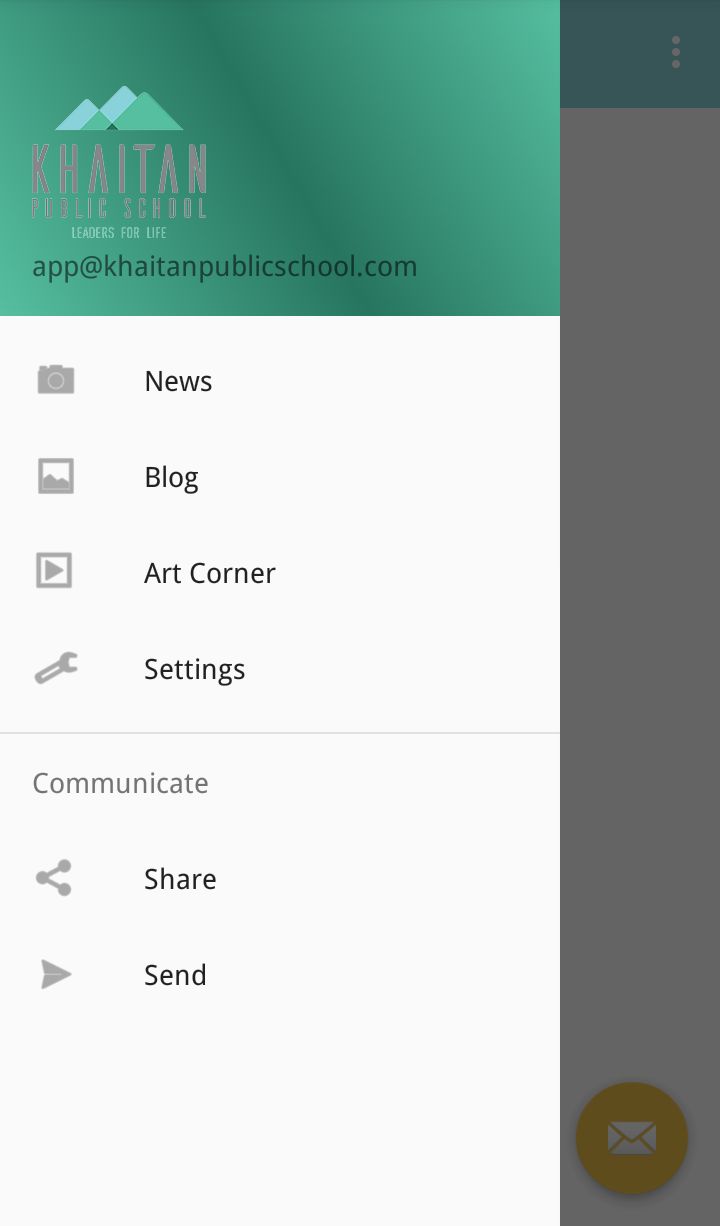 KHAITAN
PUBLIC SCHOOL
LEADERS FOR LIFE
app@khaitanpublicschool.com
News
Blog
Art Corner
Settings
Communicate
Share
Send